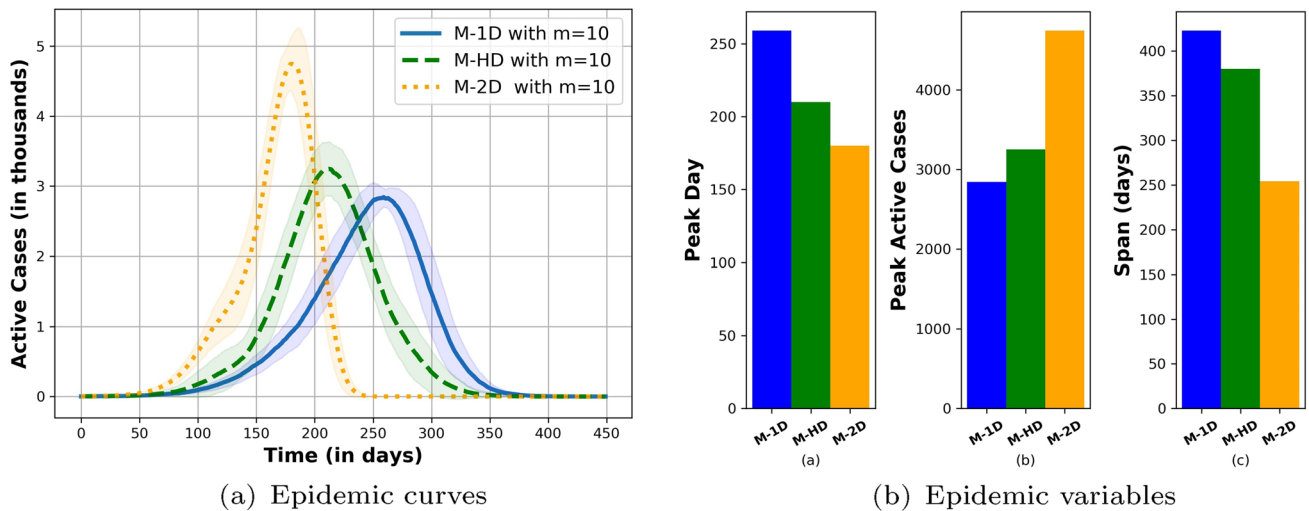 Active Cases (in thousands)
5
4
3
2
1
0
M-1D with m=10
M-HD with m=10
M-2D with m=10
0 50 100 150 200 250 300 350 400 450
Time (in days)
(a) Epidemic curves
Peak Day
250
200
150
100
50
0
M-1D M-HD M-2D
(a)
Peak Active Cases
4000
3000
2000
1000
0
M-1D M-HD M-2D
(b)
Span (days)
400
350
300
250
200
150
100
50
0
M-1D M-HD M-2D
(c)
(b) Epidemic variables